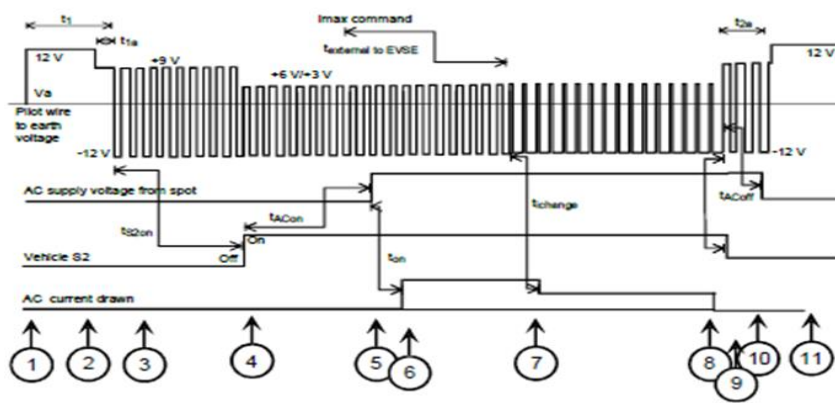 t1
Imax command
t1a
texternal to EVSE
t2a
12 V
+9 V
+6 V/+3 V
12 V
Va
Pilot wire
to earth
voltage
-12 V
-12 V
AC supply voltage from spot
tS2on
tACon
tichange
tACoff
Vehicle S2
Off
On
ton
AC current drawn
1
2
3
4
5
6
7
8
9
10
11